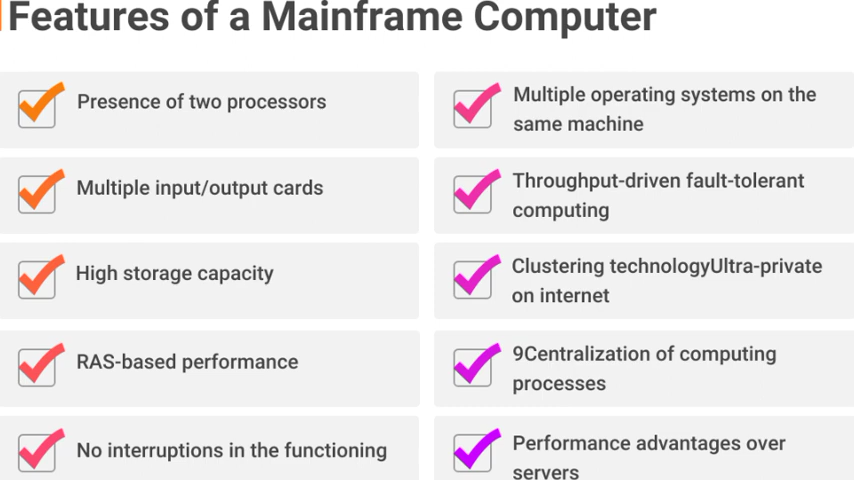 Features of a Mainframe Computer
Presence of two processors
Multiple input/output cards
High storage capacity
RAS-based performance
No interruptions in the functioning
Multiple operating systems on the
same machine
Throughput-driven fault-tolerant
computing
Clustering technologyUltra-private
on internet
9Centralization of computing
processes
Performance advantages over
servers